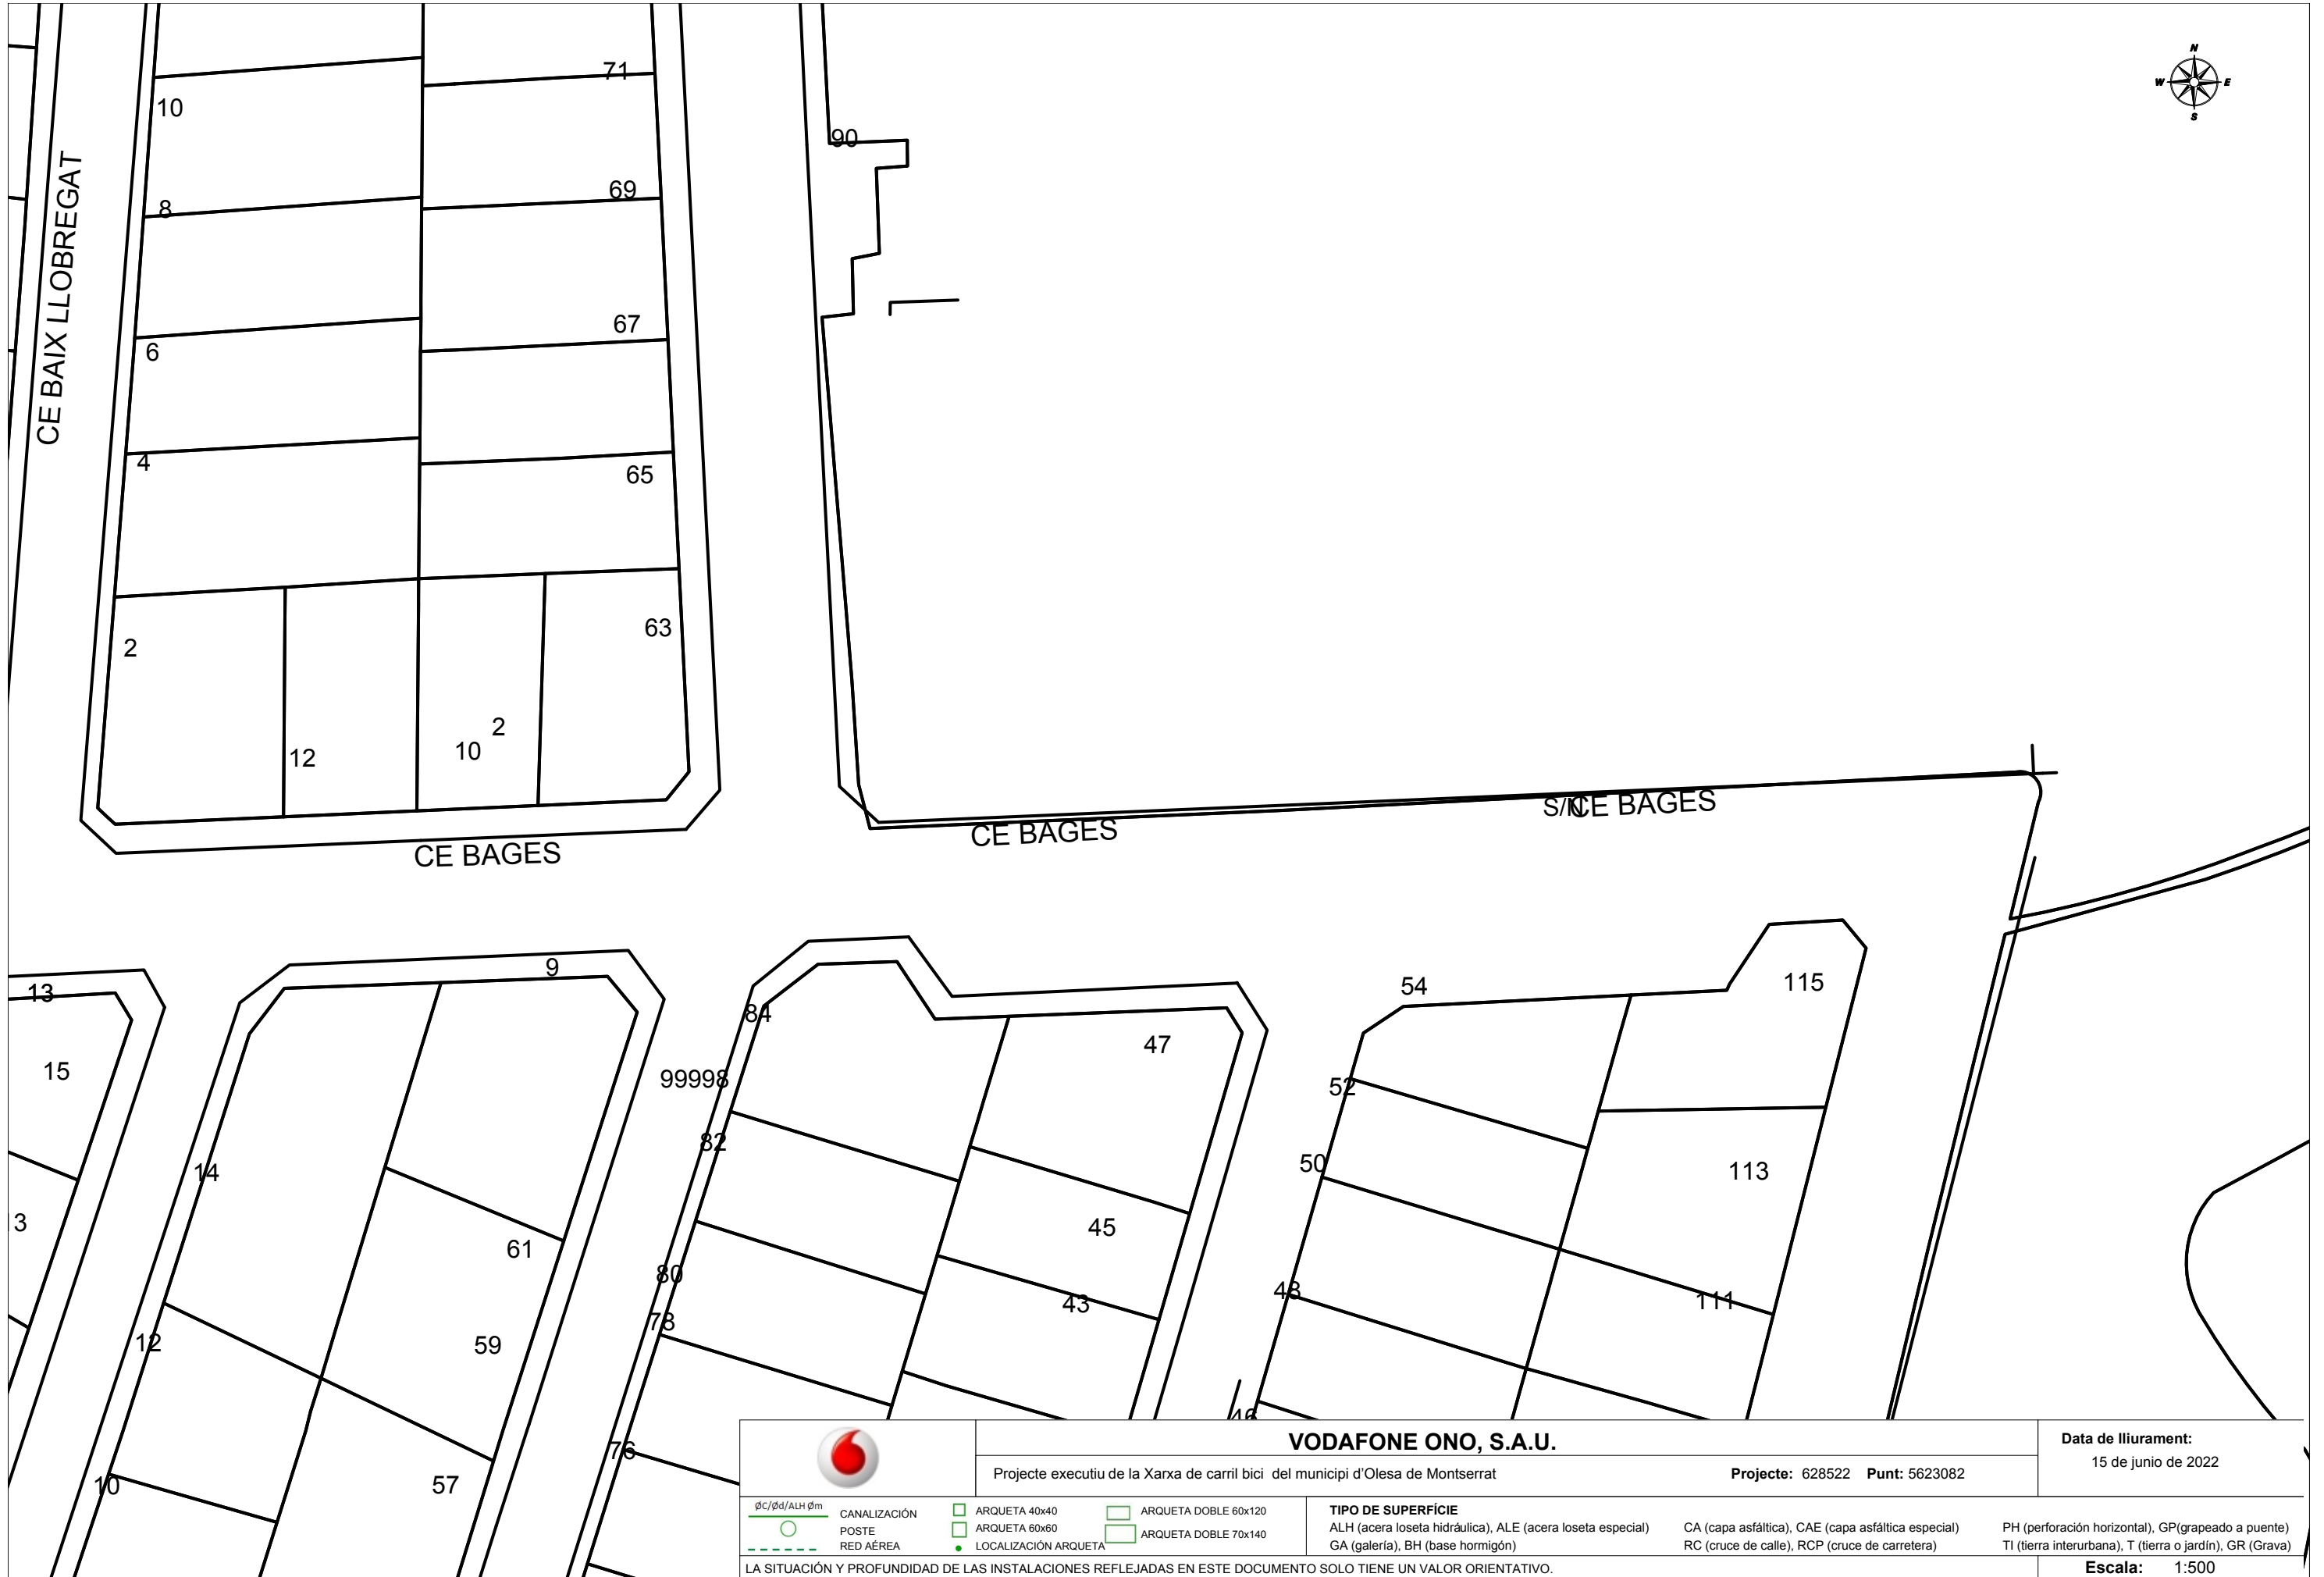 N
W E
S
71
10
90
CE BAIX LLOBREGAT
69
8
67
6
4
65
63
2
2
10
12
S/N
CE BAGES
CE BAGES
CE BAGES
9
54
115
13
84
47
15
99998
52
82
50
14
113
3
45
61
80
48
111
43
78
12
59
46
76
10
57
VODAFONE ONO, S.A.U.
Projecte executiu de la Xarxa de carril bici del municipi d'Olesa de Montserrat
Projecte: 628522 Punt: 5623082
Data de lliurament:
15 de junio de 2022
ØC/Ød/ALH Øm
CANALIZACIÓN
POSTE
RED AÉREA
ARQUETA 40x40
ARQUETA 60x60
LOCALIZACIÓN ARQUETA
ARQUETA DOBLE 60x120
ARQUETA DOBLE 70x140
TIPO DE SUPERFÍCIE
ALH (acera loseta hidráulica), ALE (acera loseta especial)
GA (galería), BH (base hormigón)
CA (capa asfáltica), CAE (capa asfáltica especial)
RC (cruce de calle), RCP (cruce de carretera)
PH (perforación horizontal), GP(grapeado a puente)
TI (tierra interurbana), T (tierra o jardín), GR (Grava)
LA SITUACIÓN Y PROFUNDIDAD DE LAS INSTALACIONES REFLEJADAS EN ESTE DOCUMENTO SOLO TIENE UN VALOR ORIENTATIVO.
Escala: 1:500